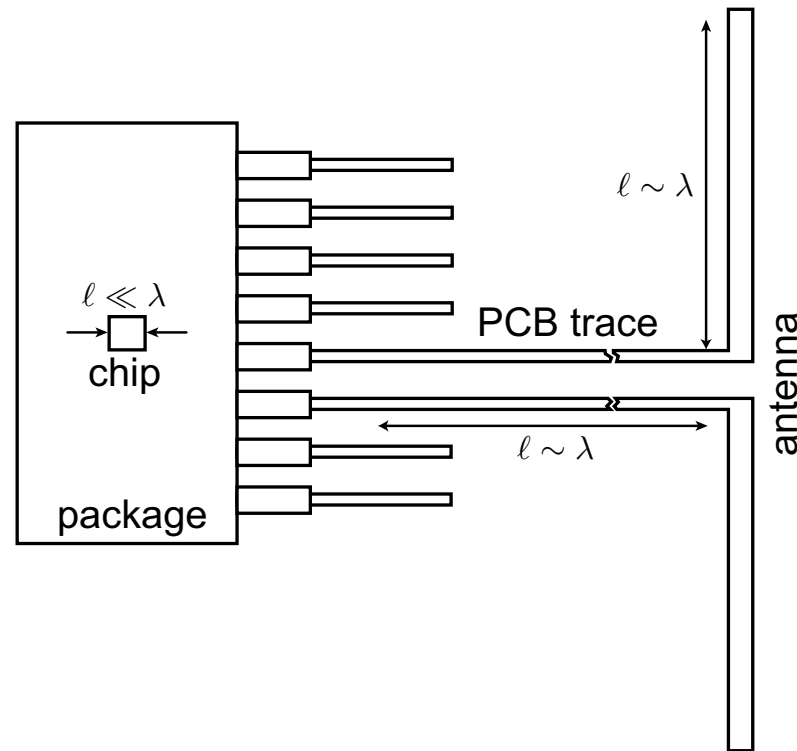 ℓ ∼ λ
ℓ ≪ λ
PCB trace
chip
antenna
ℓ ∼ λ
package